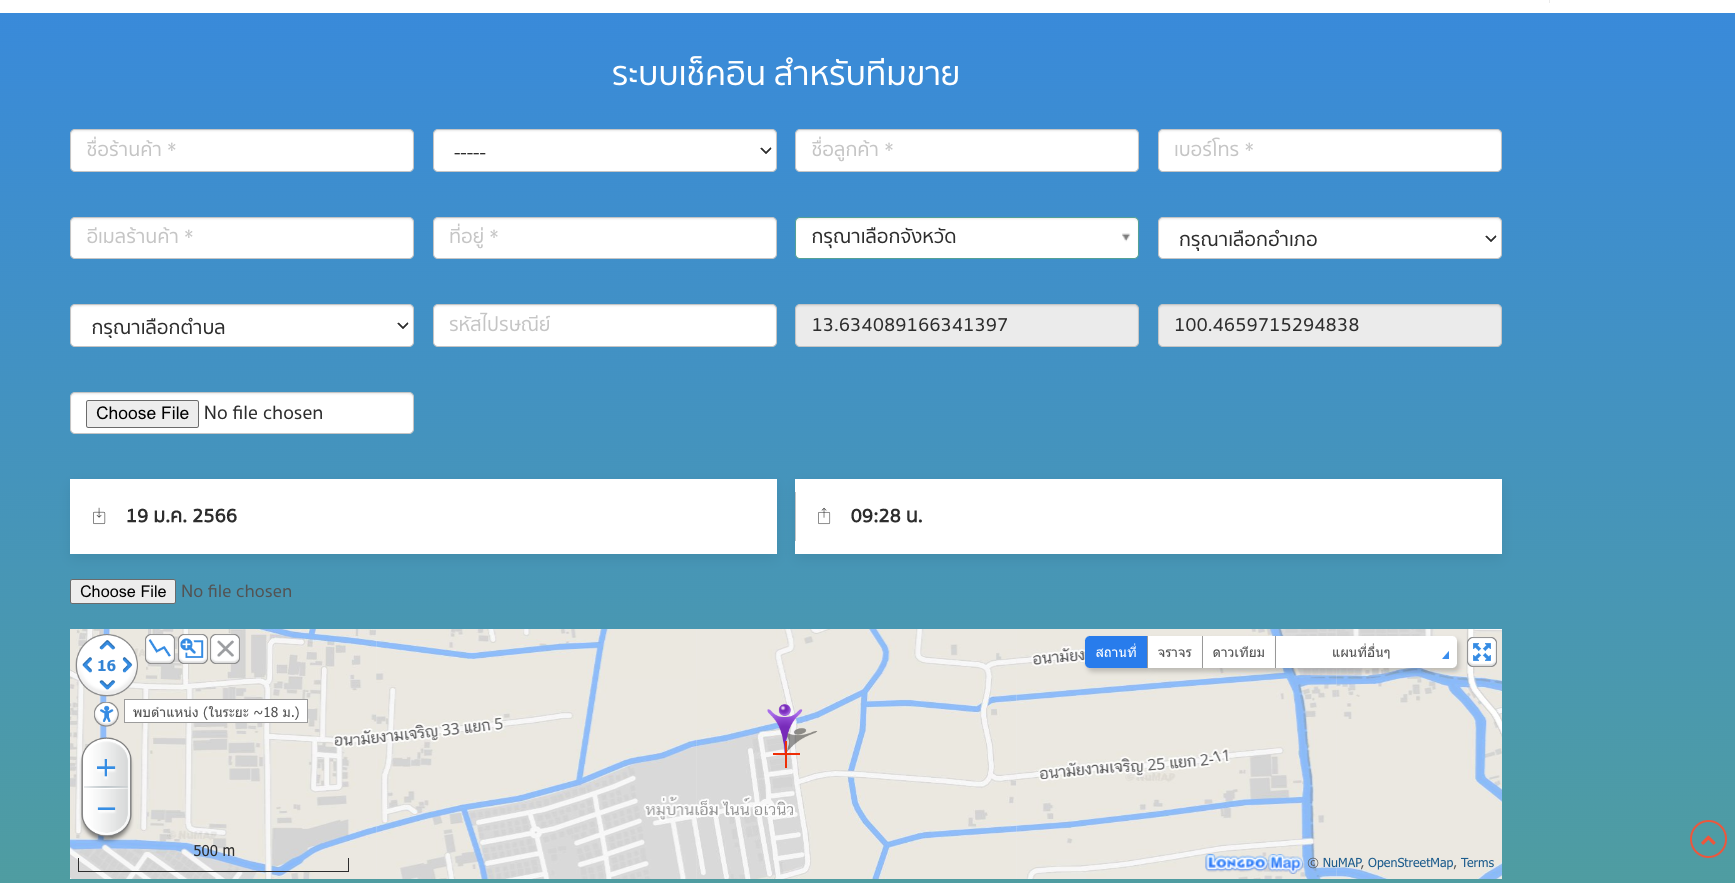 ระบบเช็คอิน สำหรับทีมขาย
ชื่อร้านค้า *
-----
ชื่อลูกค้า *
เบอร์โทร *
อีเมลร้านค้า *
ที่อยู่ *
กรุณาเลือกจังหวัด
กรุณาเลือกอำเภอ
กรุณาเลือกตำบล
รหัสไปรษณีย์
13.634089166341397
100.4659715294838
Choose File No file chosen
19 ม.ค. 2566
09:28 น.
Choose File No file chosen
16
อนามัยง
สถานที่
จราจร
ดาวเทียม
แผนที่อื่นๆ
พบตำแหน่ง (ในระยะ ~18 ม.)
อนามัยงามเจริญ 33 แยก 5
อนามัยงามเจริญ 25 แยก 2-11
หมู่บ้านเอ็ม ไนน์ อเวนิว
500 m
LONGDO Map © NuMAP, OpenStreetMap, Terms